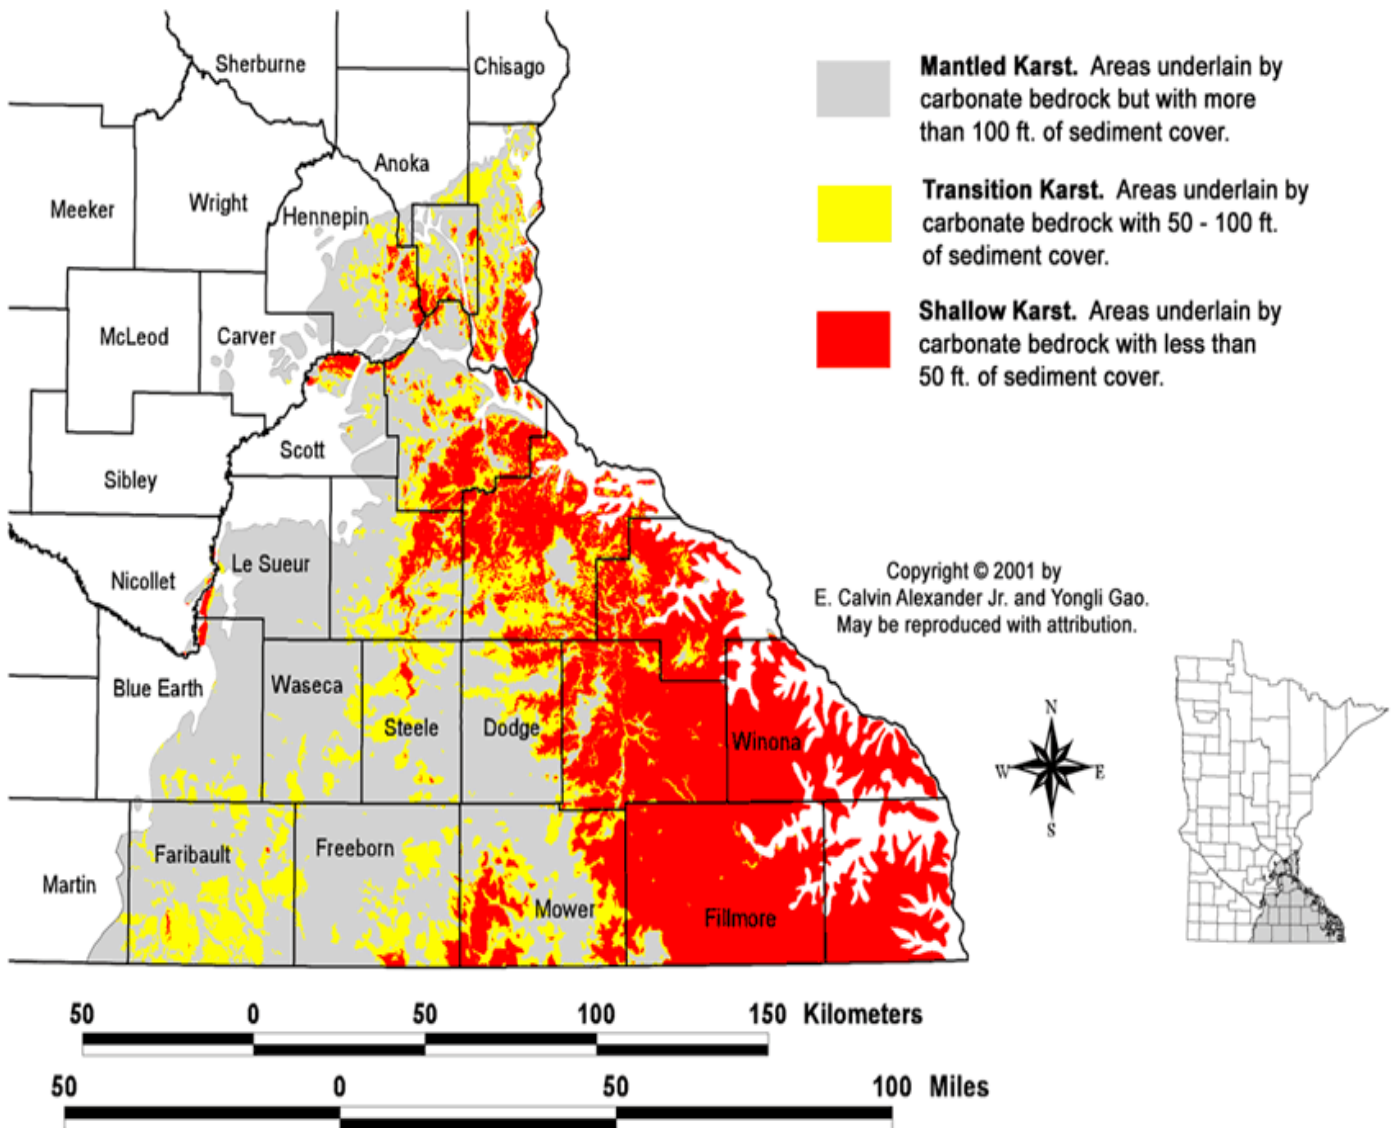 Sherburne
Chisago
Anoka
Meeker
Wright
Hennepin
McLeod
Carver
Scott
Sibley
Nicollet
Le Sueur
Blue Earth
Waseca
Steele
Dodge
Winona
Martin
Faribault
Freeborn
Mower
Fillmore
Mantled Karst. Areas underlain by
carbonate bedrock but with more
than 100 ft. of sediment cover.
Transition Karst. Areas underlain by
carbonate bedrock with 50 - 100 ft.
of sediment cover.
Shallow Karst. Areas underlain by
carbonate bedrock with less than
50 ft. of sediment cover.
Copyright © 2001 by
E. Calvin Alexander Jr. and Yongli Gao.
May be reproduced with attribution.
N
W E
S
50 0 50 100 150 Kilometers
50 0 50 100 Miles